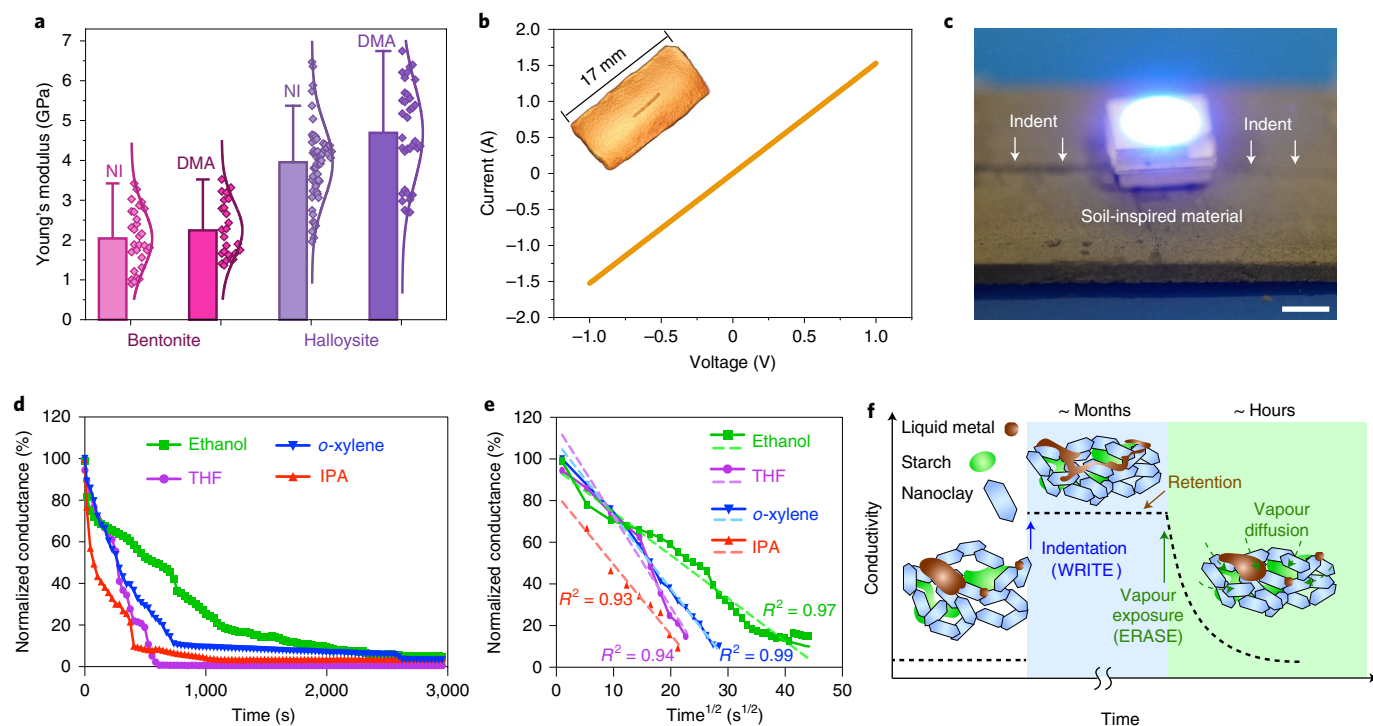 a
7
6
5
4
3
2
1
0
Young's modulus (GPa)
NI
DMA
NI
DMA
Bentonite
Halloysite
b
2.0
1.5
1.0
0.5
0
−0.5
−1.0
−1.5
−2.0
Current (A)
17 mm
−1.0
−0.5
0
0.5
1.0
Voltage (V)
c
Indent
Indent
Soil-inspired material
d
120
100
80
60
40
20
0
Normalized conductance (%)
Ethanol
o-xylene
THF
IPA
0
1,000
2,000
3,000
Time (s)
e
120
100
80
60
40
20
0
Normalized conductance (%)
Ethanol
THF
o-xylene
IPA
R² = 0.93
R² = 0.97
R² = 0.94
R² = 0.99
0
10
20
30
40
50
Time^1/2 (s^1/2)
f
~ Months
~ Hours
Liquid metal
Starch
Nanoclay
Retention
Vapour
diffusion
Indentation
(WRITE)
Vapour
exposure
(ERASE)
Conductivity
Time